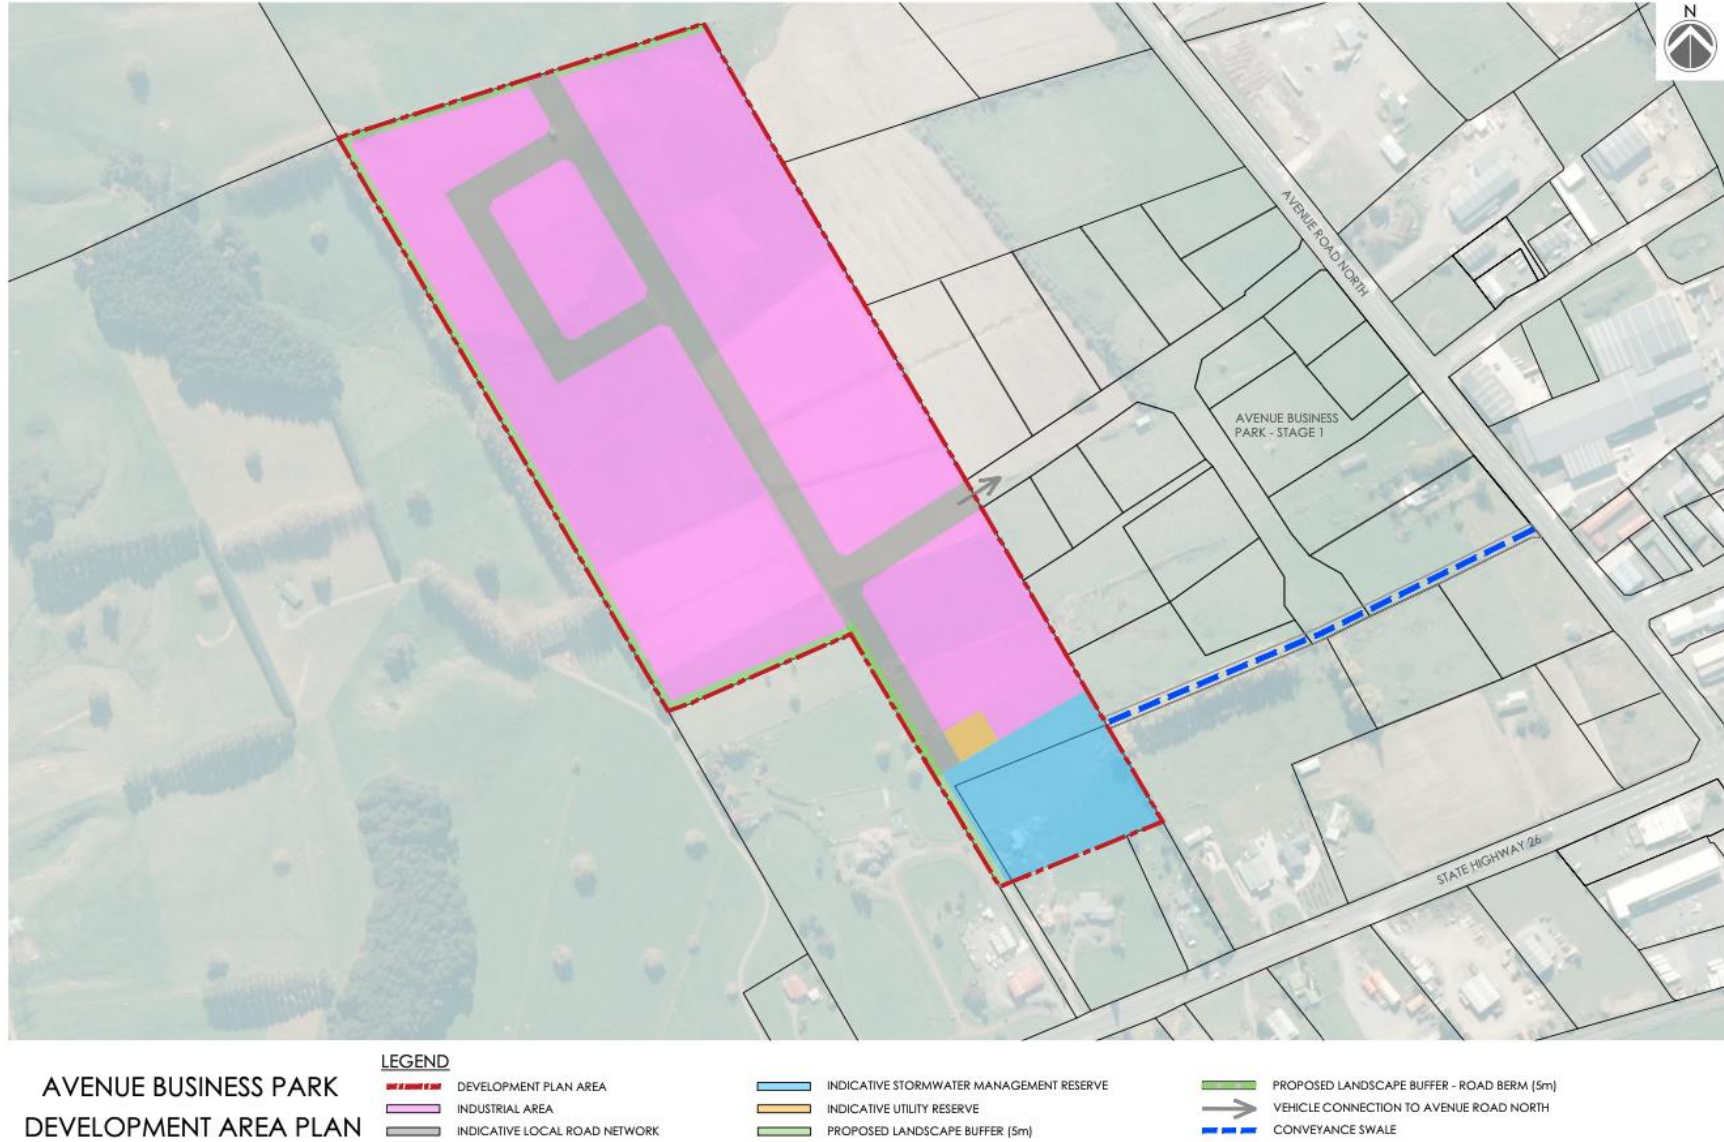 N
AVENUE ROAD NORTH
AVENUE BUSINESS
PARK - STAGE 1
STATE HIGHWAY 26
AVENUE BUSINESS PARK
DEVELOPMENT AREA PLAN
LEGEND
DEVELOPMENT PLAN AREA
INDUSTRIAL AREA
INDICATIVE LOCAL ROAD NETWORK
INDICATIVE STORMWATER MANAGEMENT RESERVE
INDICATIVE UTILITY RESERVE
PROPOSED LANDSCAPE BUFFER (5m)
PROPOSED LANDSCAPE BUFFER - ROAD BERM (5m)
VEHICLE CONNECTION TO AVENUE ROAD NORTH
CONVEYANCE SWALE